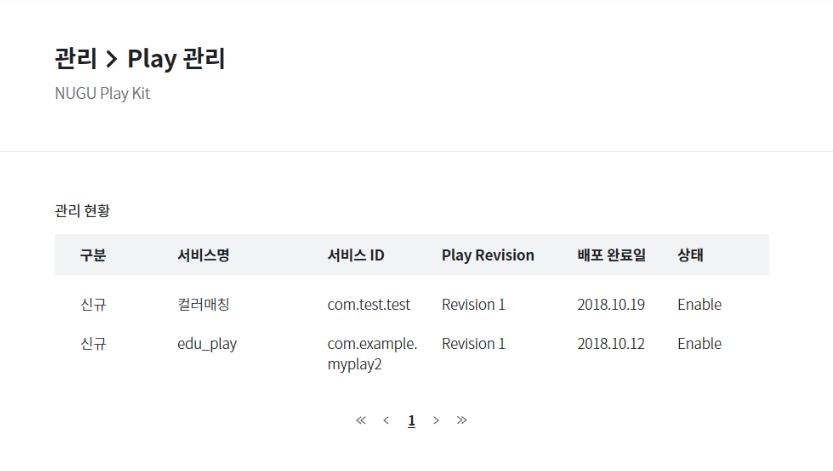 관리 > Play 관리
NUGU Play Kit
관리 현황
구분 서비스명 서비스 ID Play Revision 배포 완료일 상태
신규 컬러매칭 com.test.test Revision 1 2018.10.19 Enable
신규 edu_play com.example. Revision 1 2018.10.12 Enable
myplay2
« < 1 > »